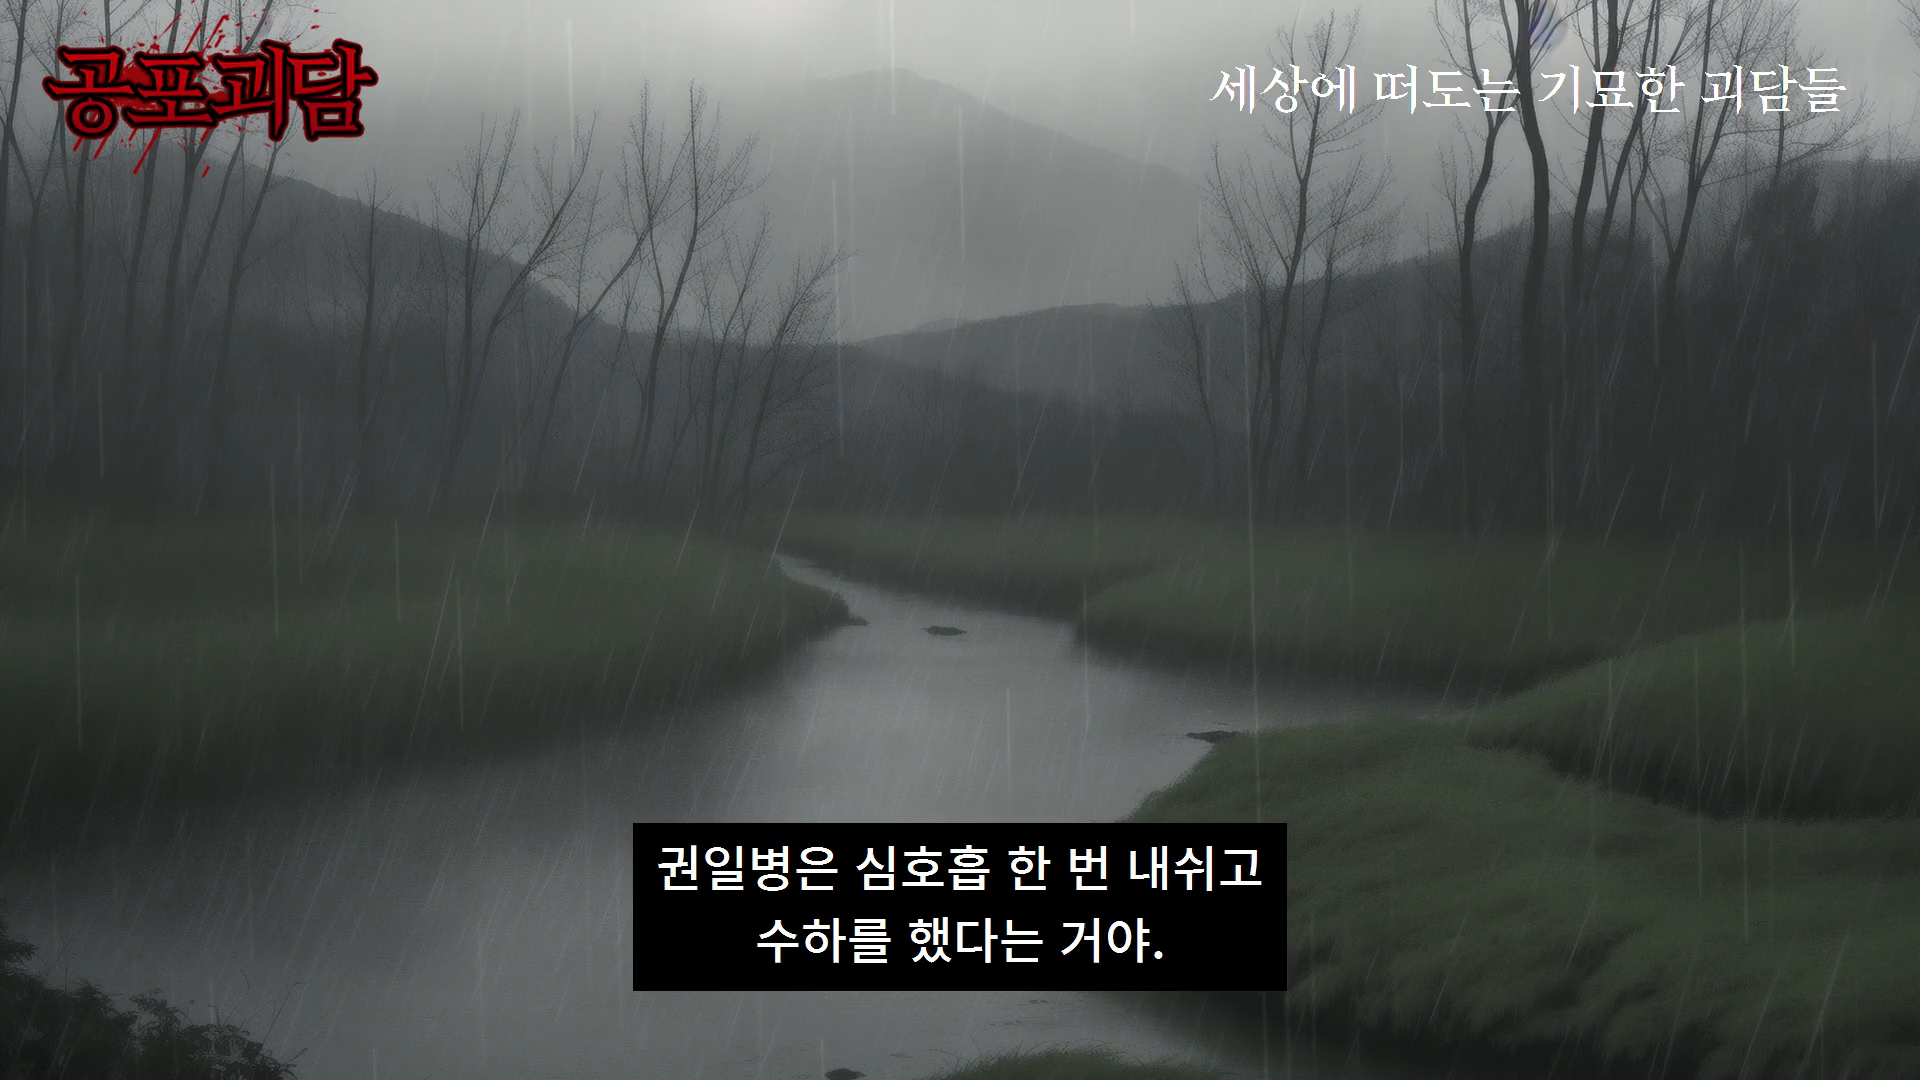 공포괴담
세상에 떠도는 기묘한 괴담들
권일병은 심호흡 한 번 내쉬고
수하를 했다는 거야.